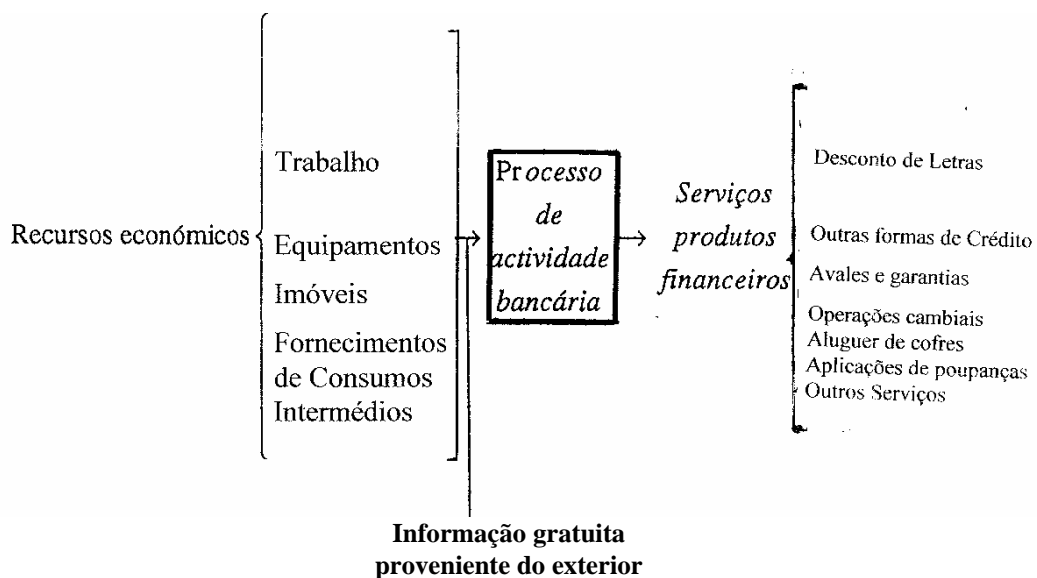 Recursos económicos
Trabalho
Equipamentos
Imóveis
Fornecimentos
de Consumos
Intermédios
Processo
de
actividade
bancária
Serviços
produtos
financeiros
Desconto de Letras
Outras formas de Crédito
Avales e garantias
Operações cambiais
Aluguer de cofres
Aplicações de poupanças
Outros Serviços
Informação gratuita
proveniente do exterior